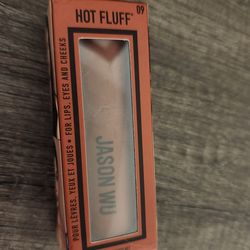 HOT FLUFF
09
JASON WU
• FOR LIPS, EYES AND CHEEKS
POUR LÈVRES, YEUX ET JOUES